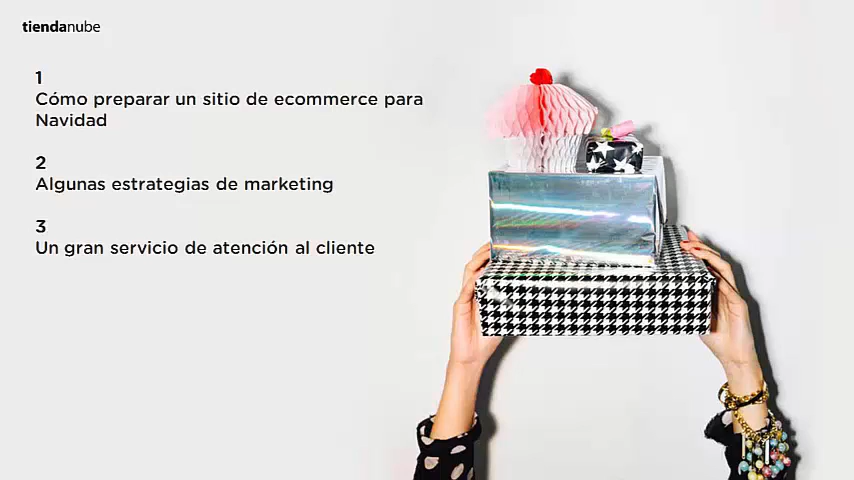 tiendanube
1
Cómo preparar un sitio de ecommerce para
Navidad
2
Algunas estrategias de marketing
3
Un gran servicio de atención al cliente